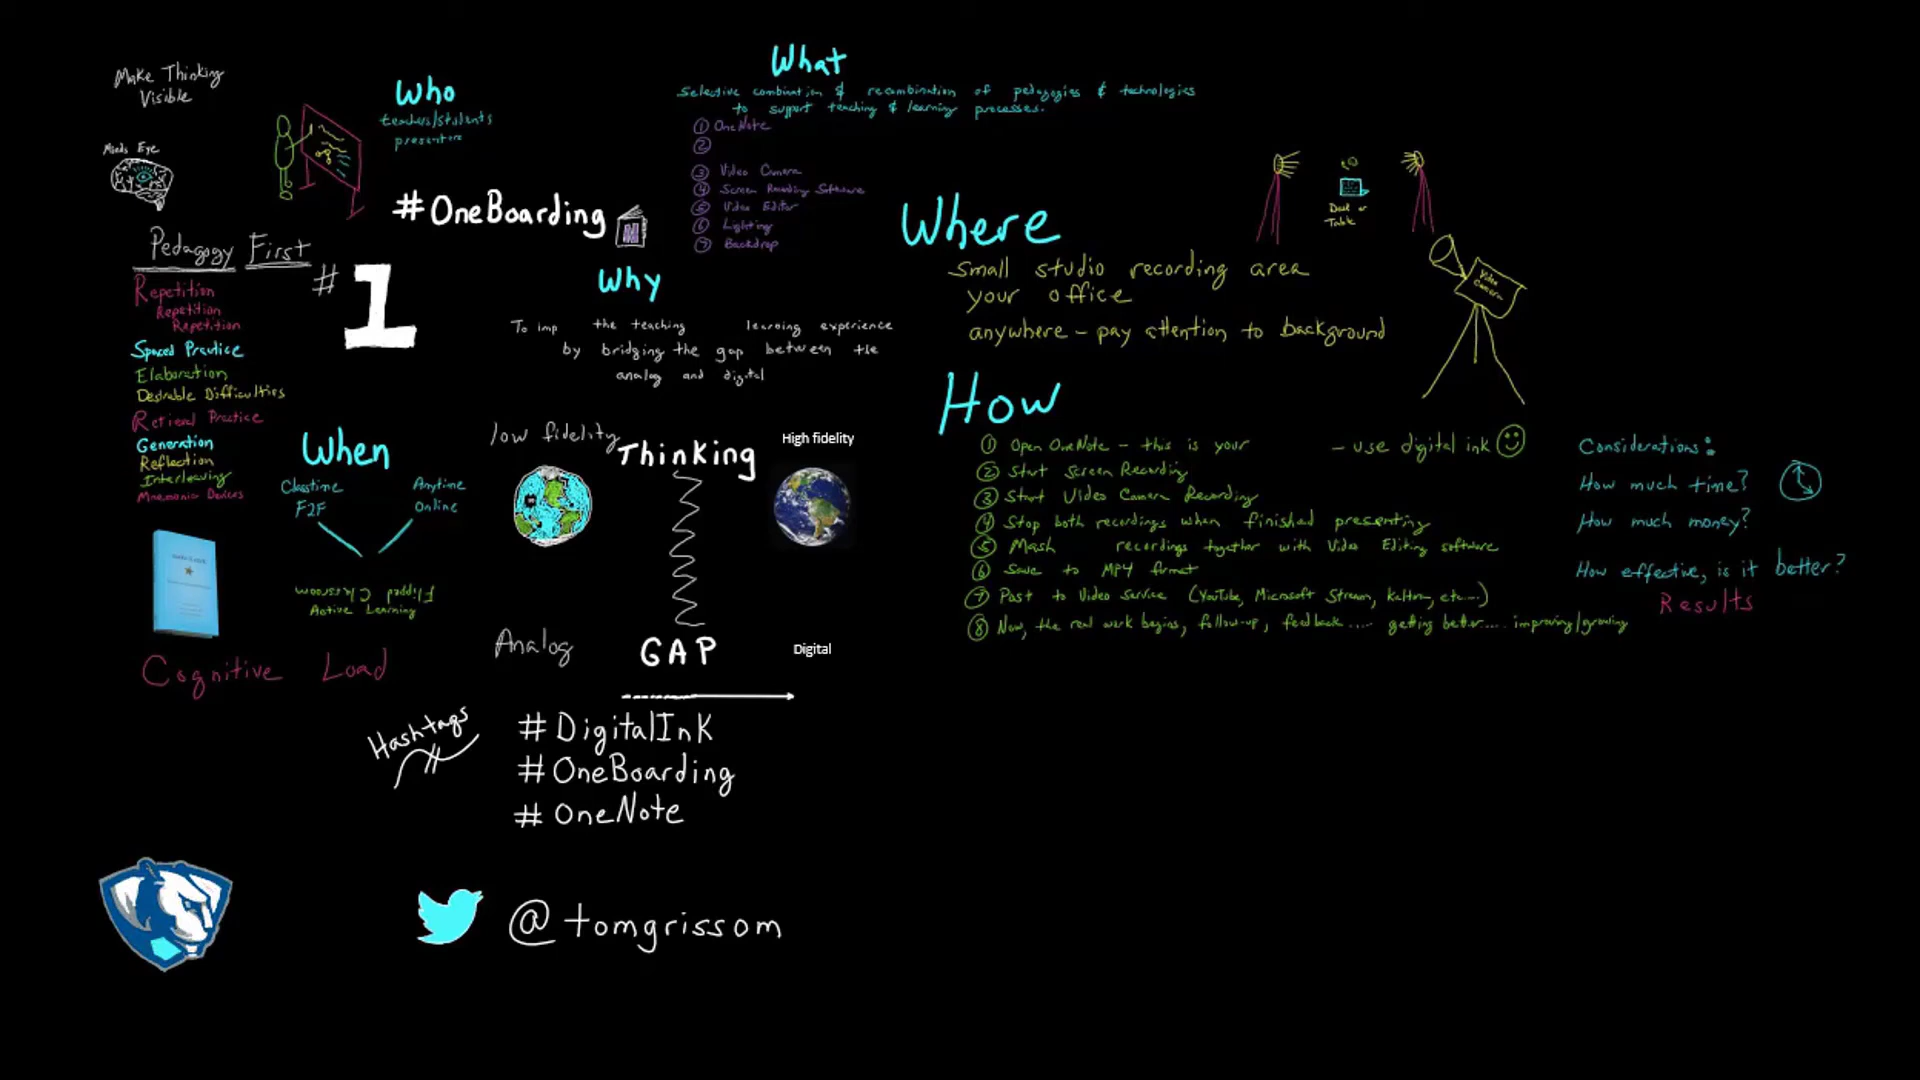 Make Thinking
Visible
Minds Eye
Who
teachers/students
presenters
#OneBoarding
N
What
Selective combination & recombination of pedagogies & technologies
to support teaching & learning processes.
① OneNote
②
③ Video Camera
④ Screen Recording Software
⑤ Video Editor
⑥ Lighting
⑦ Backdrop
Pedagogy First
#1
Repetition
Repetition
Repetition
Spaced Practice
Elaboration
Desirable Difficulties
Retieval Practice
Generation
Reflection
Interleaving
Mnemonic Devices
Cognitive Load
Why
To imp the teaching learning experience
by bridging the gap between the
analog and digital
When
Classtime
F2F
Anytime
Online
Flipped Classroom
Active Learning
low fidelity
Thinking
High fidelity
Analog
GAP
Digital
Hashtags
#DigitalInk
#OneBoarding
#OneNote
@tomgrissom
Where
small studio recording area
your office
anywhere - pay attention to background
Desk or
Table
Video
Camera
How
① Open OneNote - this is your - use digital ink
② Start Screen Recording
③ Start Video Camera Recording
④ Stop both recordings when finished presenting
⑤ Mash recordings together with Video Editing software
⑥ Save to MP4 format
⑦ Post to Video Service (YouTube, Microsoft Stream, Kaltura, etc....)
⑧ Now, the real work begins, follow-up, feedback..... getting better.... improving/growing
Considerations:
How much time?
How much money?
How effective, is it better?
Results